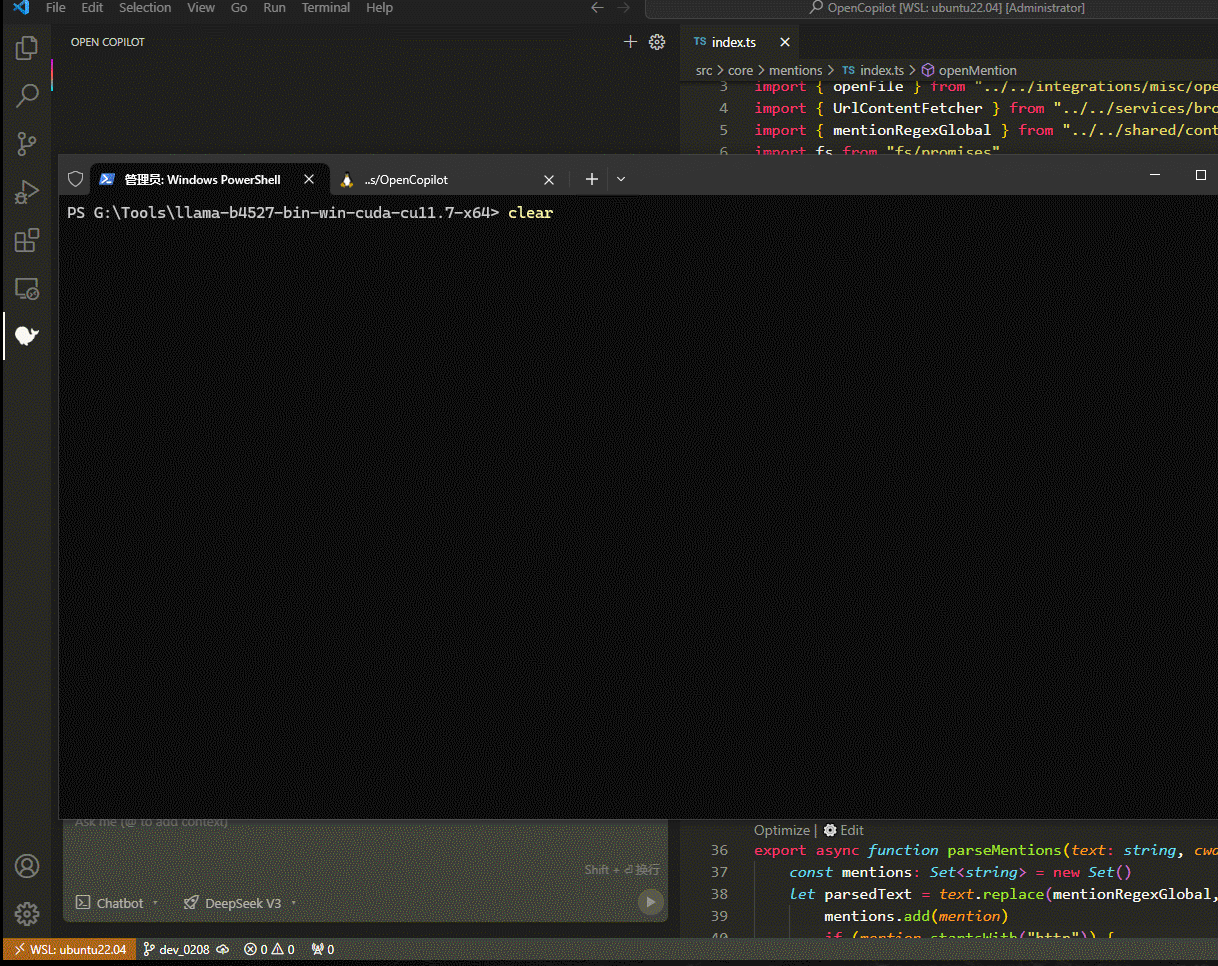 File Edit Selection View Go Run Terminal Help
OpenCopilot [WSL: ubuntu22.04] [Administrator]
OPEN COPILOT
TS index.ts
src > core > mentions > TS index.ts > openMention
3 import { openFile } from "../../integrations/misc/ope
4 import { UrlContentFetcher } from "../../services/bro
5 import { mentionRegexGlobal } from "../../shared/cont
6 import fs from "fs/promises"
管理员: Windows PowerShell
..s/OpenCopilot
PS G:\Tools\llama-b4527-bin-win-cuda-cu11.7-x64> clear
Ask me (@ to add context)
Shift + ⏎ 换行
Chatbot
DeepSeek V3
Optimize | Edit
36 export async function parseMentions(text: string, cwd
37 const mentions: Set<string> = new Set()
38 let parsedText = text.replace(mentionRegexGlobal,
39 mentions.add(mention)
40 if (mention.startsWith("http")) {
WSL: ubuntu22.04 dev_0208 0 0 0